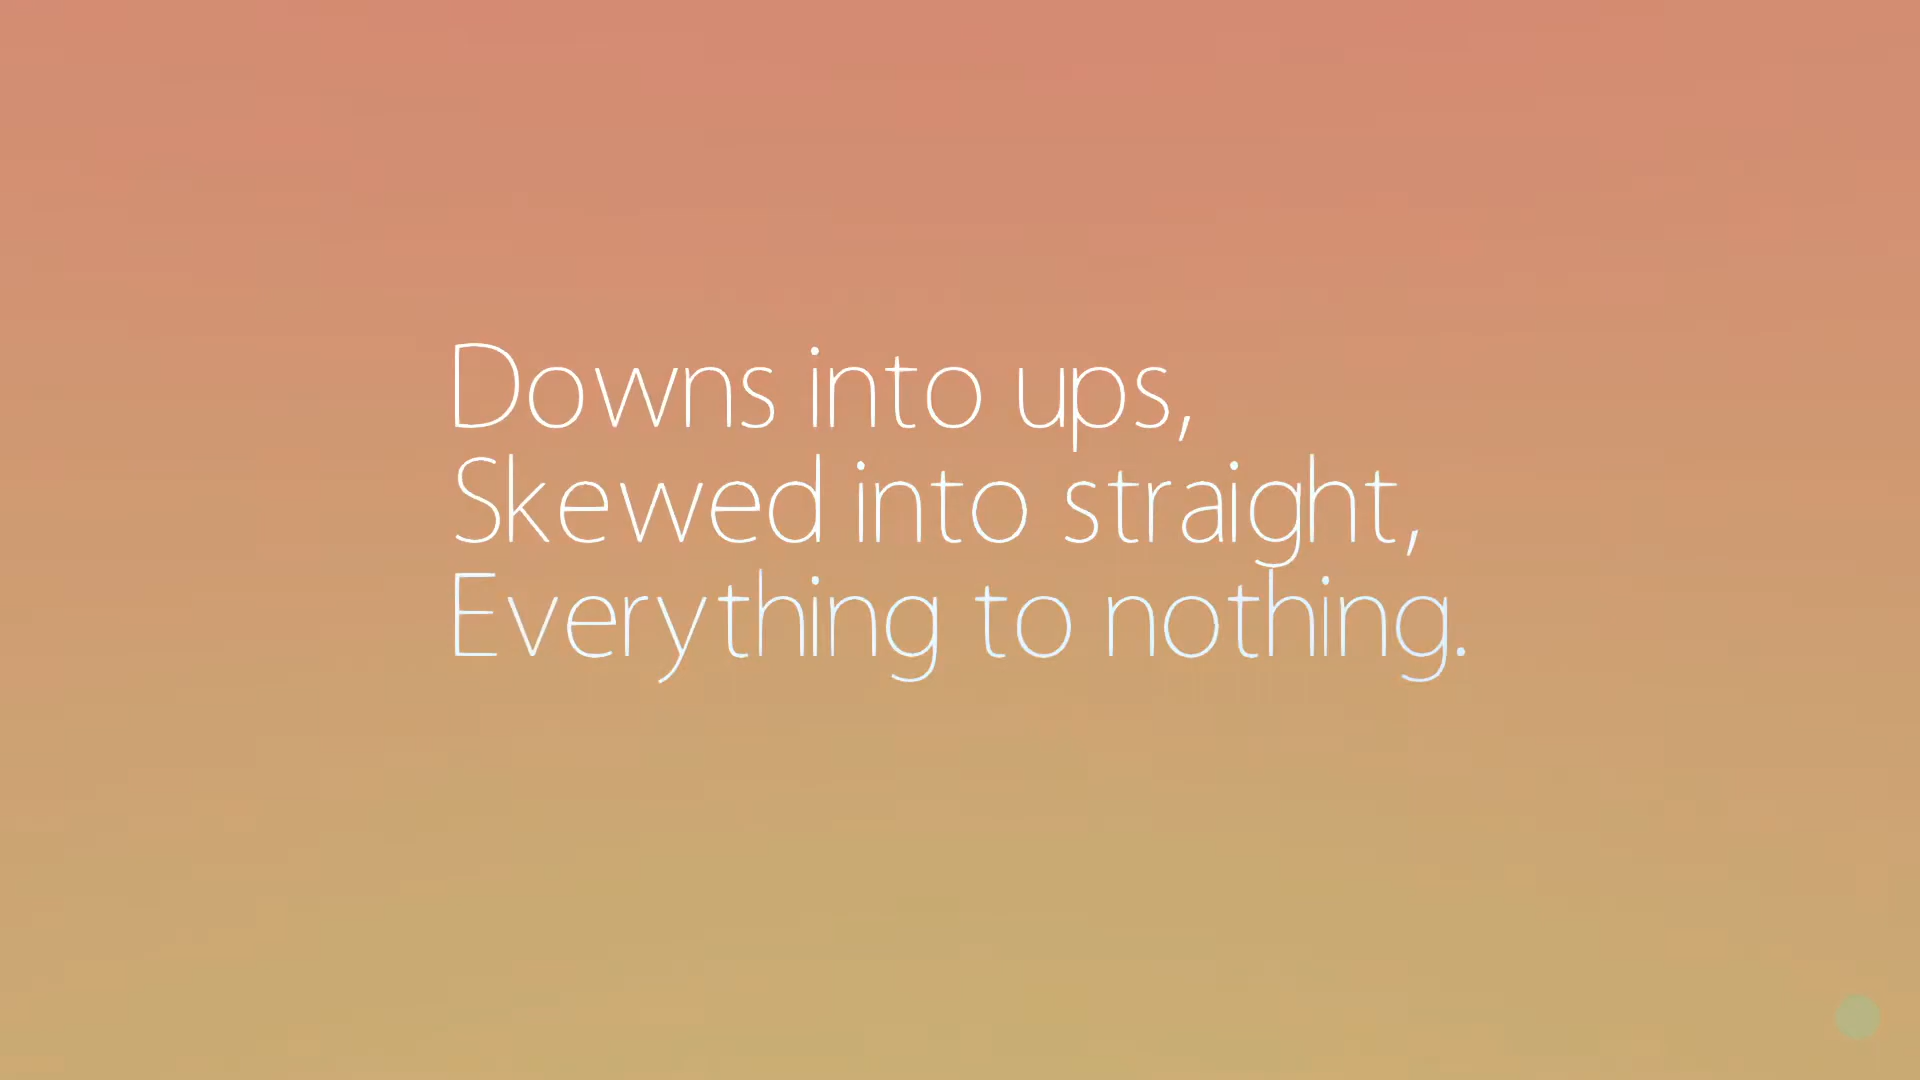 Downs into ups,
Skewed into straight,
Everything to nothing.